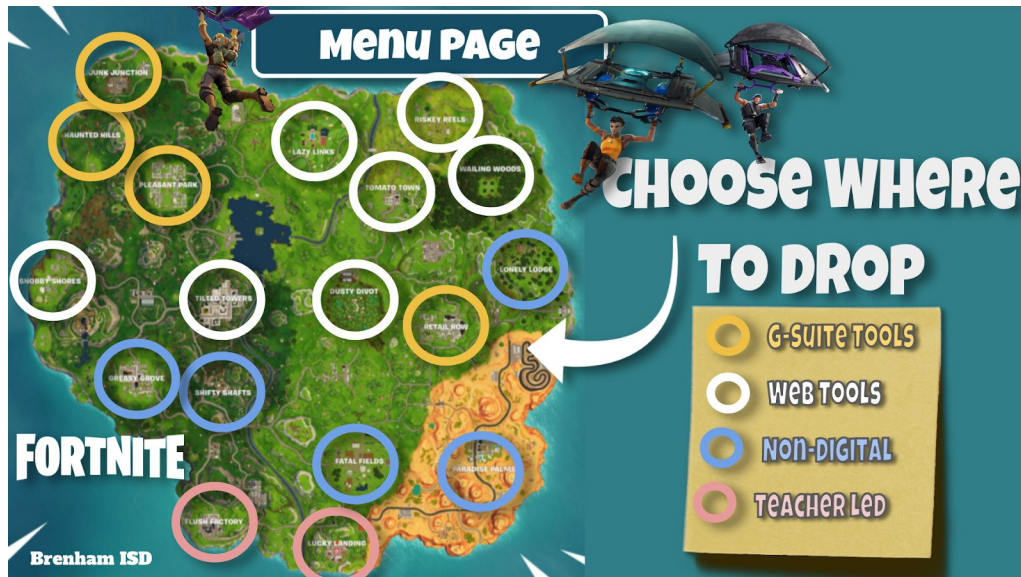 MENU PAGE
JUNK JUNCTION
HAUNTED HILLS
PLEASANT PARK
LAZY LINKS
RISKEY REELS
WAILING WOODS
TOMATO TOWN
SNOBBY SHORES
TILTED TOWERS
DUSTY DIVOT
LONELY LODGE
RETAIL ROW
GREASY GROVE
SHIFTY SHAFTS
FATAL FIELDS
PARADISE PALMS
FLUSH FACTORY
LUCKY LANDING
FORTNITE
Brenham ISD
CHOOSE WHERE
TO DROP
G-SUITE TOOLS
WEB TOOLS
NON-DIGITAL
TEACHER LED